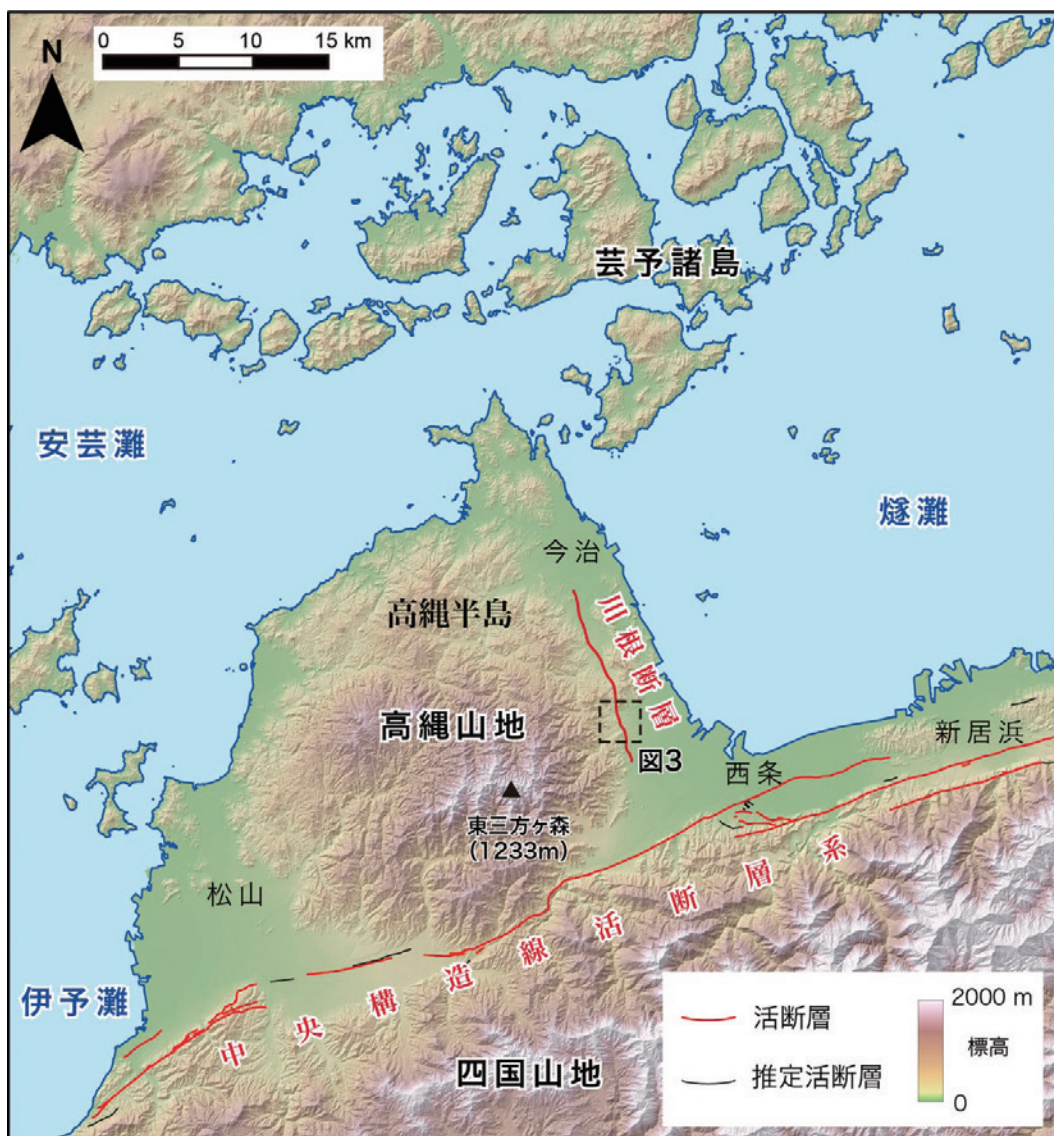 N
0 5 10 15 km
芸予諸島
安芸灘
燧灘
今治
高縄半島
川根断層
高縄山地
図3
新居浜
西条
東三方ヶ森
(1233m)
松山
中央構造線活断層系
伊予灘
四国山地
活断層
推定活断層
2000 m
標高
0